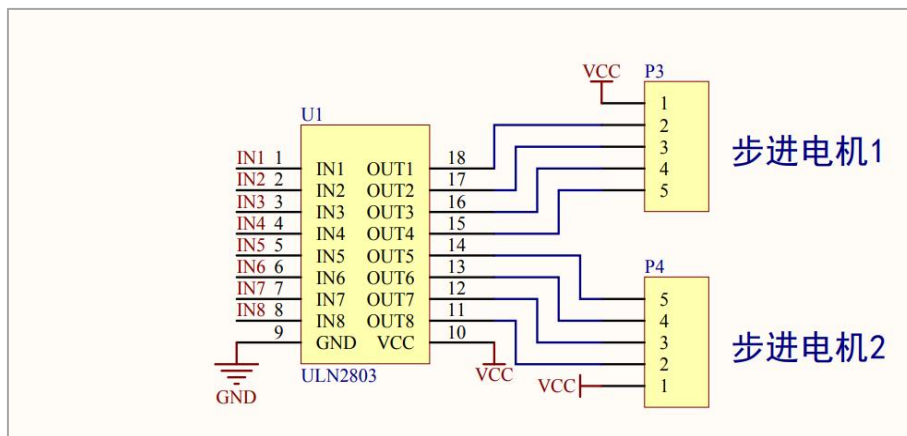 VCC
P3
1
2
3
4
5
步进电机1
U1
IN1 1 IN1 OUT1 18
IN2 2 IN2 OUT2 17
IN3 3 IN3 OUT3 16
IN4 4 IN4 OUT4 15
IN5 5 IN5 OUT5 14
IN6 6 IN6 OUT6 13
IN7 7 IN7 OUT7 12
IN8 8 IN8 OUT8 11
9 GND VCC 10
ULN2803
GND
VCC
P4
5
4
3
2
VCC 1
步进电机2